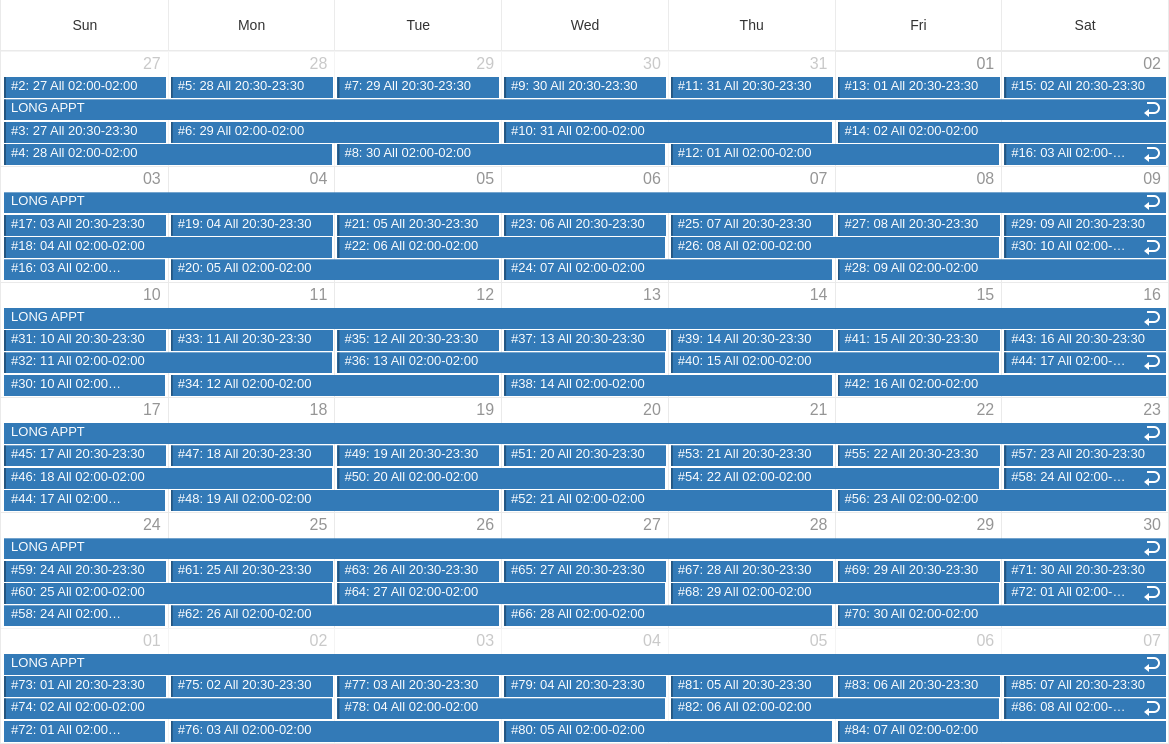 Sun Mon Tue Wed Thu Fri Sat
27 28 29 30 31 01 02
#2: 27 All 02:00-02:00 #5: 28 All 20:30-23:30 #7: 29 All 20:30-23:30 #9: 30 All 20:30-23:30 #11: 31 All 20:30-23:30 #13: 01 All 20:30-23:30 #15: 02 All 20:30-23:30
LONG APPT
#3: 27 All 20:30-23:30 #6: 29 All 02:00-02:00 #10: 31 All 02:00-02:00 #14: 02 All 02:00-02:00
#4: 28 All 02:00-02:00 #8: 30 All 02:00-02:00 #12: 01 All 02:00-02:00 #16: 03 All 02:00-…
03 04 05 06 07 08 09
LONG APPT
#17: 03 All 20:30-23:30 #19: 04 All 20:30-23:30 #21: 05 All 20:30-23:30 #23: 06 All 20:30-23:30 #25: 07 All 20:30-23:30 #27: 08 All 20:30-23:30 #29: 09 All 20:30-23:30
#18: 04 All 02:00-02:00 #22: 06 All 02:00-02:00 #26: 08 All 02:00-02:00 #30: 10 All 02:00-…
#16: 03 All 02:00… #20: 05 All 02:00-02:00 #24: 07 All 02:00-02:00 #28: 09 All 02:00-02:00
10 11 12 13 14 15 16
LONG APPT
#31: 10 All 20:30-23:30 #33: 11 All 20:30-23:30 #35: 12 All 20:30-23:30 #37: 13 All 20:30-23:30 #39: 14 All 20:30-23:30 #41: 15 All 20:30-23:30 #43: 16 All 20:30-23:30
#32: 11 All 02:00-02:00 #36: 13 All 02:00-02:00 #40: 15 All 02:00-02:00 #44: 17 All 02:00-…
#30: 10 All 02:00… #34: 12 All 02:00-02:00 #38: 14 All 02:00-02:00 #42: 16 All 02:00-02:00
17 18 19 20 21 22 23
LONG APPT
#45: 17 All 20:30-23:30 #47: 18 All 20:30-23:30 #49: 19 All 20:30-23:30 #51: 20 All 20:30-23:30 #53: 21 All 20:30-23:30 #55: 22 All 20:30-23:30 #57: 23 All 20:30-23:30
#46: 18 All 02:00-02:00 #50: 20 All 02:00-02:00 #54: 22 All 02:00-02:00 #58: 24 All 02:00-…
#44: 17 All 02:00… #48: 19 All 02:00-02:00 #52: 21 All 02:00-02:00 #56: 23 All 02:00-02:00
24 25 26 27 28 29 30
LONG APPT
#59: 24 All 20:30-23:30 #61: 25 All 20:30-23:30 #63: 26 All 20:30-23:30 #65: 27 All 20:30-23:30 #67: 28 All 20:30-23:30 #69: 29 All 20:30-23:30 #71: 30 All 20:30-23:30
#60: 25 All 02:00-02:00 #64: 27 All 02:00-02:00 #68: 29 All 02:00-02:00 #72: 01 All 02:00-…
#58: 24 All 02:00… #62: 26 All 02:00-02:00 #66: 28 All 02:00-02:00 #70: 30 All 02:00-02:00
01 02 03 04 05 06 07
LONG APPT
#73: 01 All 20:30-23:30 #75: 02 All 20:30-23:30 #77: 03 All 20:30-23:30 #79: 04 All 20:30-23:30 #81: 05 All 20:30-23:30 #83: 06 All 20:30-23:30 #85: 07 All 20:30-23:30
#74: 02 All 02:00-02:00 #78: 04 All 02:00-02:00 #82: 06 All 02:00-02:00 #86: 08 All 02:00-…
#72: 01 All 02:00… #76: 03 All 02:00-02:00 #80: 05 All 02:00-02:00 #84: 07 All 02:00-02:00